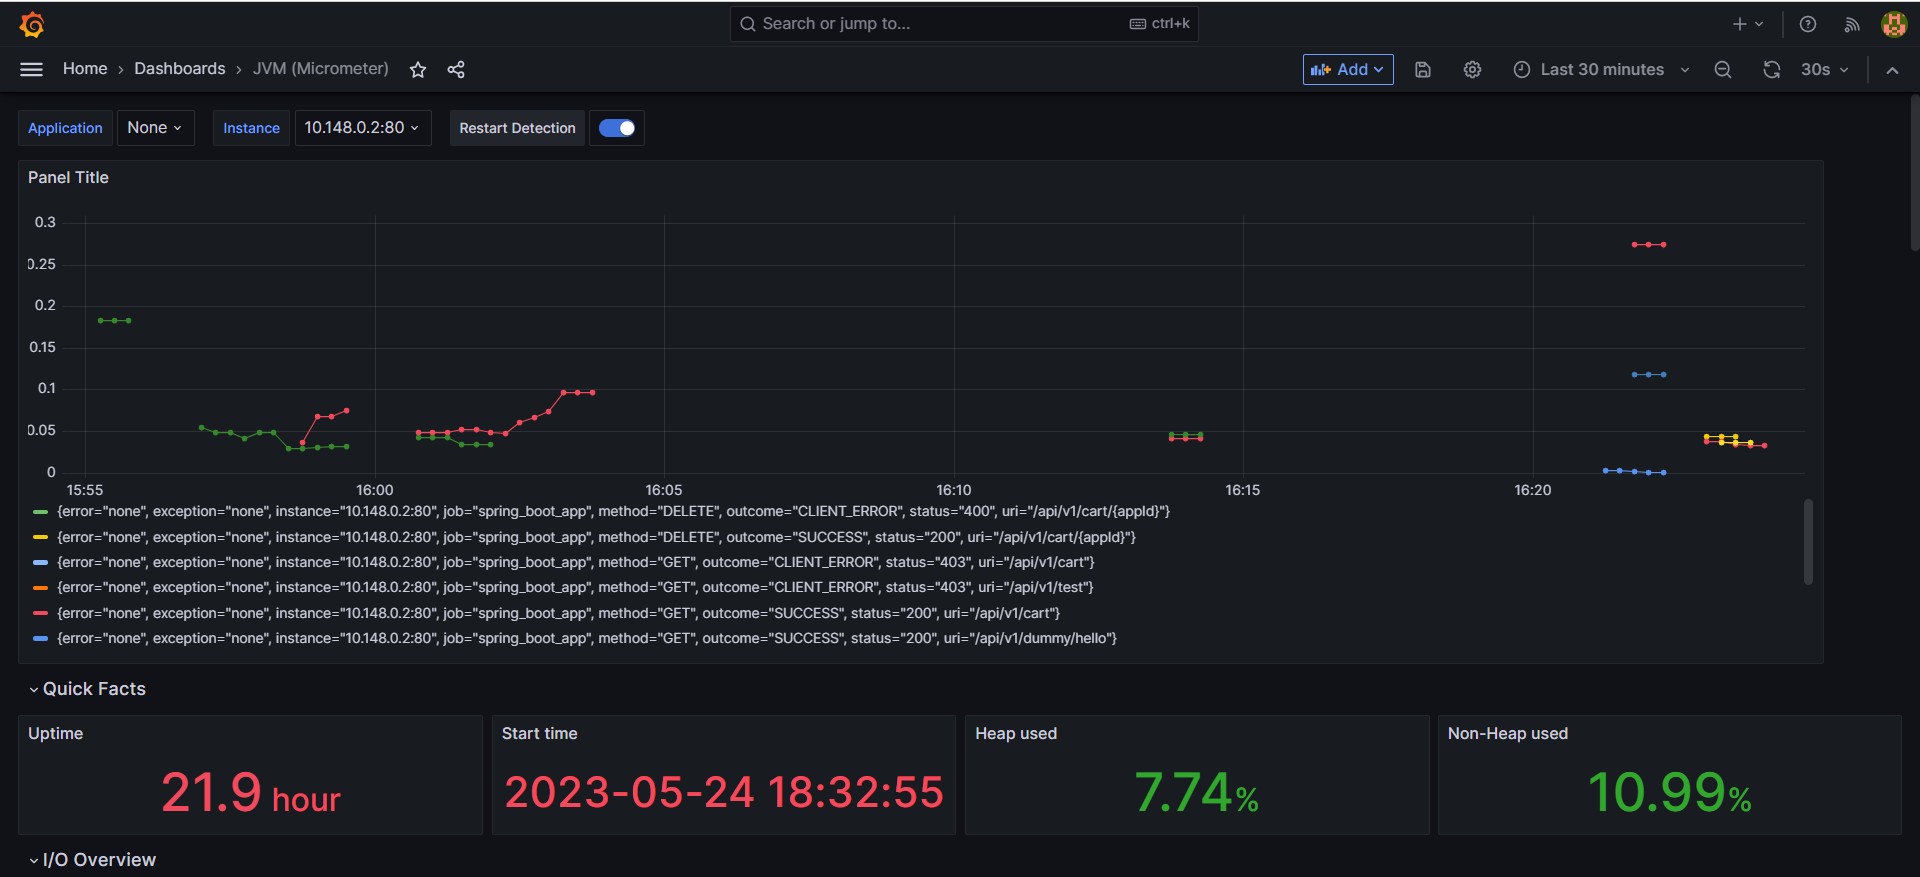 Search or jump to... ctrl+k
Home › Dashboards › JVM (Micrometer) Add Last 30 minutes 30s
Application None Instance 10.148.0.2:80 Restart Detection
Panel Title
0.3
0.25
0.2
0.15
0.1
0.05
0
15:55 16:00 16:05 16:10 16:15 16:20
{error="none", exception="none", instance="10.148.0.2:80", job="spring_boot_app", method="DELETE", outcome="CLIENT_ERROR", status="400", uri="/api/v1/cart/{appId}"}
{error="none", exception="none", instance="10.148.0.2:80", job="spring_boot_app", method="DELETE", outcome="SUCCESS", status="200", uri="/api/v1/cart/{appId}"}
{error="none", exception="none", instance="10.148.0.2:80", job="spring_boot_app", method="GET", outcome="CLIENT_ERROR", status="403", uri="/api/v1/cart"}
{error="none", exception="none", instance="10.148.0.2:80", job="spring_boot_app", method="GET", outcome="CLIENT_ERROR", status="403", uri="/api/v1/test"}
{error="none", exception="none", instance="10.148.0.2:80", job="spring_boot_app", method="GET", outcome="SUCCESS", status="200", uri="/api/v1/cart"}
{error="none", exception="none", instance="10.148.0.2:80", job="spring_boot_app", method="GET", outcome="SUCCESS", status="200", uri="/api/v1/dummy/hello"}
Quick Facts
Uptime Start time Heap used Non-Heap used
21.9 hour 2023-05-24 18:32:55 7.74% 10.99%
I/O Overview